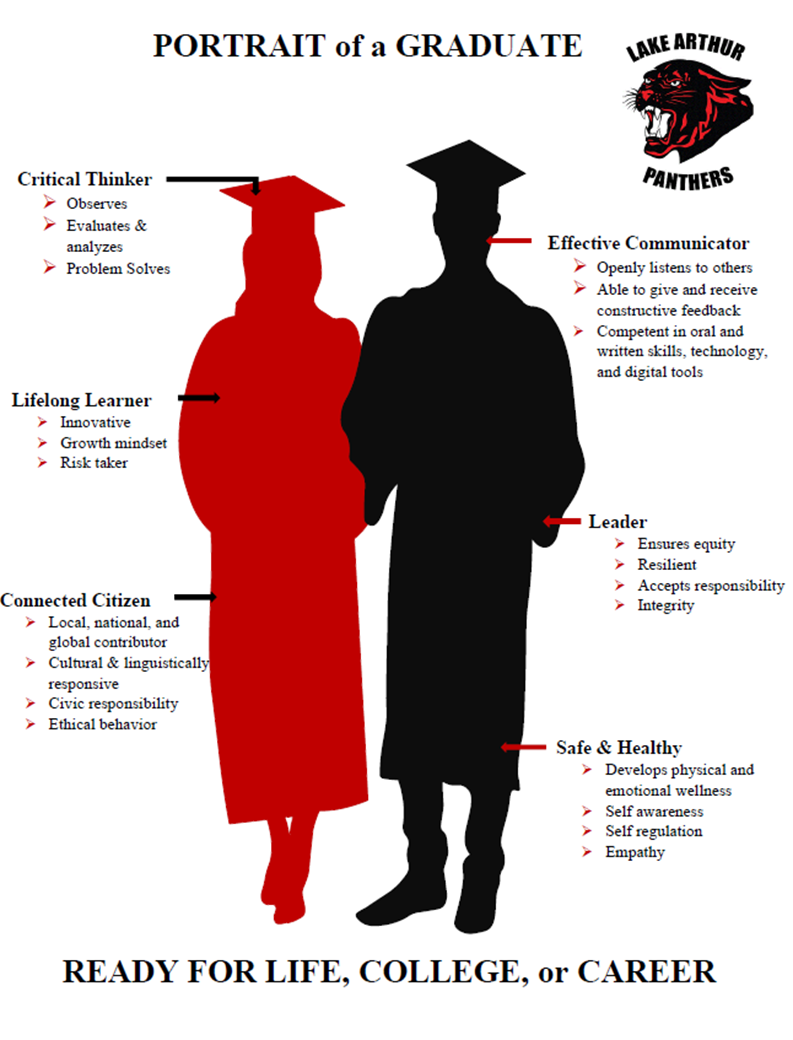 PORTRAIT of a GRADUATE
LAKE ARTHUR
PANTHERS
Critical Thinker
Observes
Evaluates &
analyzes
Problem Solves
Effective Communicator
Openly listens to others
Able to give and receive
constructive feedback
Competent in oral and
written skills, technology,
and digital tools
Lifelong Learner
Innovative
Growth mindset
Risk taker
Leader
Ensures equity
Resilient
Accepts responsibility
Integrity
Connected Citizen
Local, national, and
global contributor
Cultural & linguistically
responsive
Civic responsibility
Ethical behavior
Safe & Healthy
Develops physical and
emotional wellness
Self awareness
Self regulation
Empathy
READY FOR LIFE, COLLEGE, or CAREER